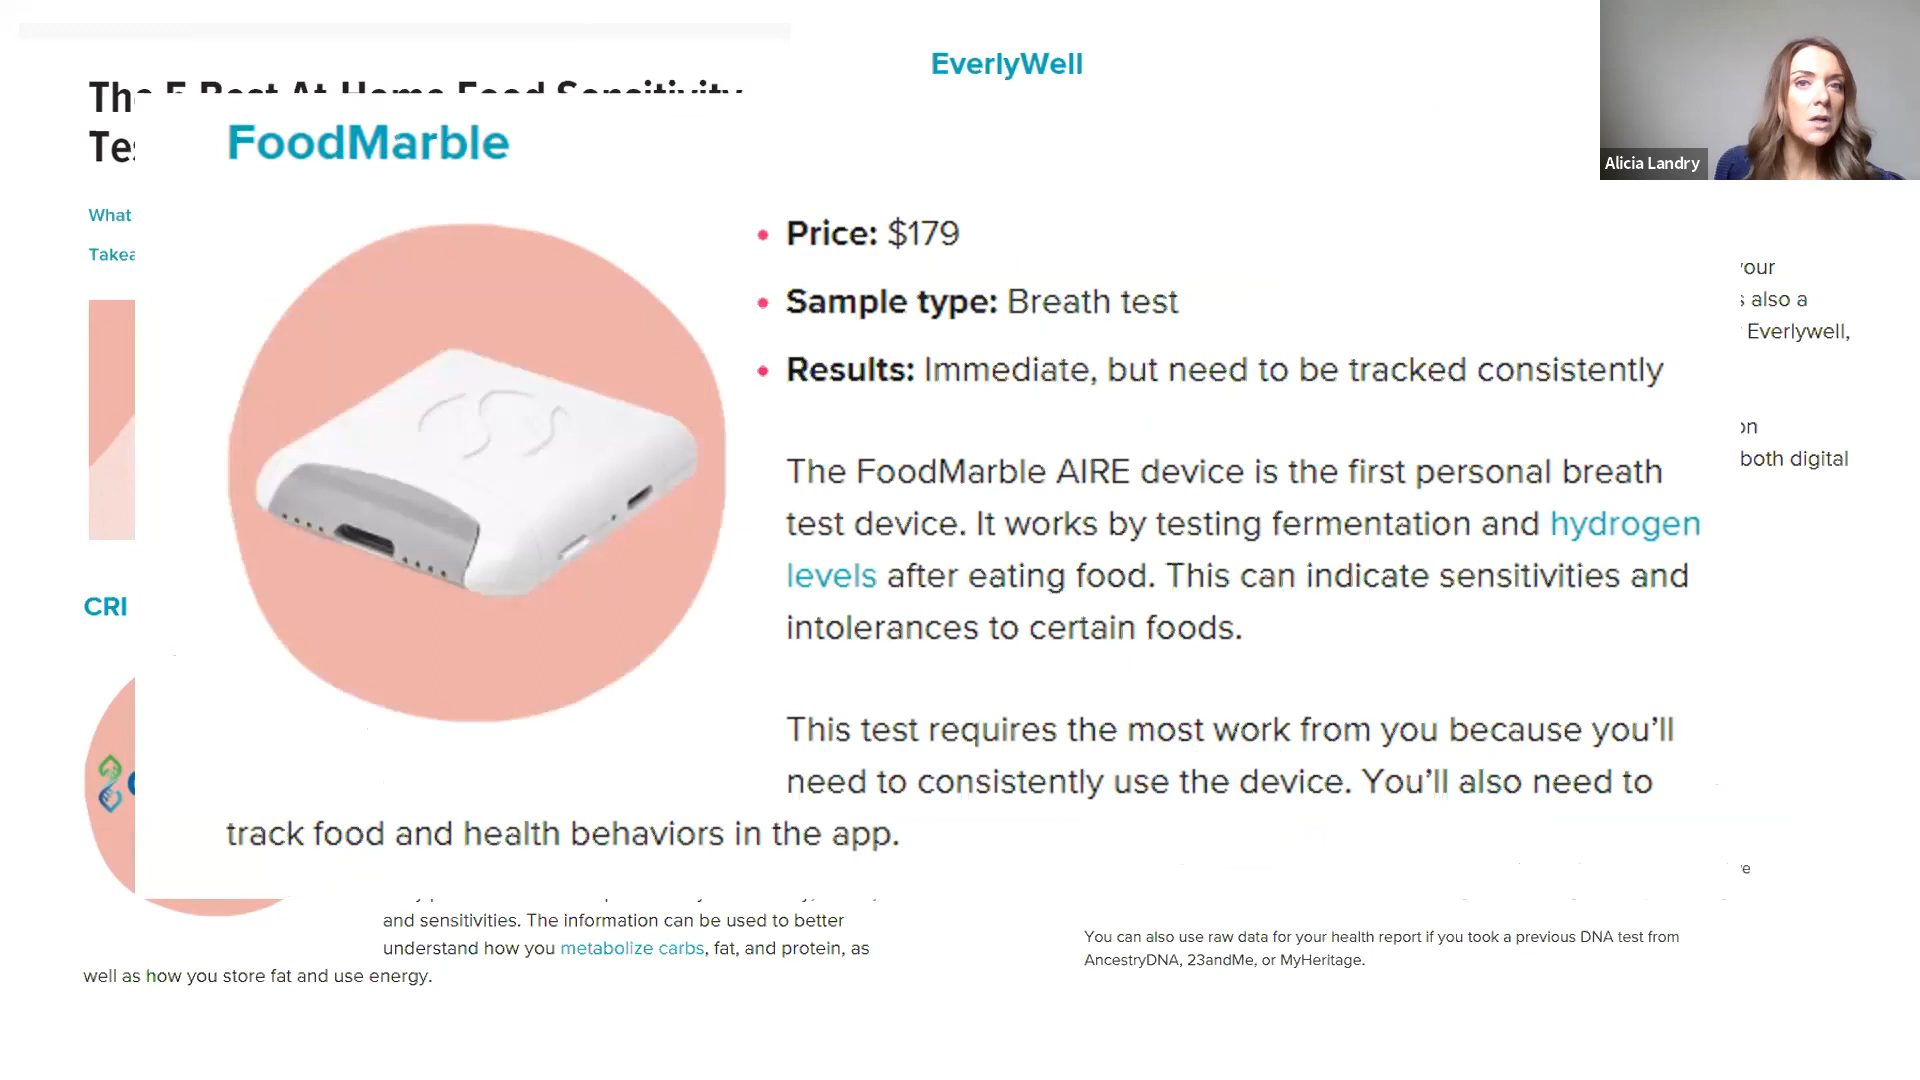 EverlyWell
Alicia Landry
The 5 Best At-Home Food Sensitivity
FoodMarble
What
Price: $179
Sample type: Breath test
Results: Immediate, but need to be tracked consistently
The FoodMarble AIRE device is the first personal breath
test device. It works by testing fermentation and hydrogen
levels after eating food. This can indicate sensitivities and
intolerances to certain foods.
This test requires the most work from you because you’ll
need to consistently use the device. You’ll also need to
track food and health behaviors in the app.
also a
Everlywell,
both digital
CRI
and sensitivities. The information can be used to better
understand how you metabolize carbs, fat, and protein, as
well as how you store fat and use energy.
You can also use raw data for your health report if you took a previous DNA test from
AncestryDNA, 23andMe, or MyHeritage.